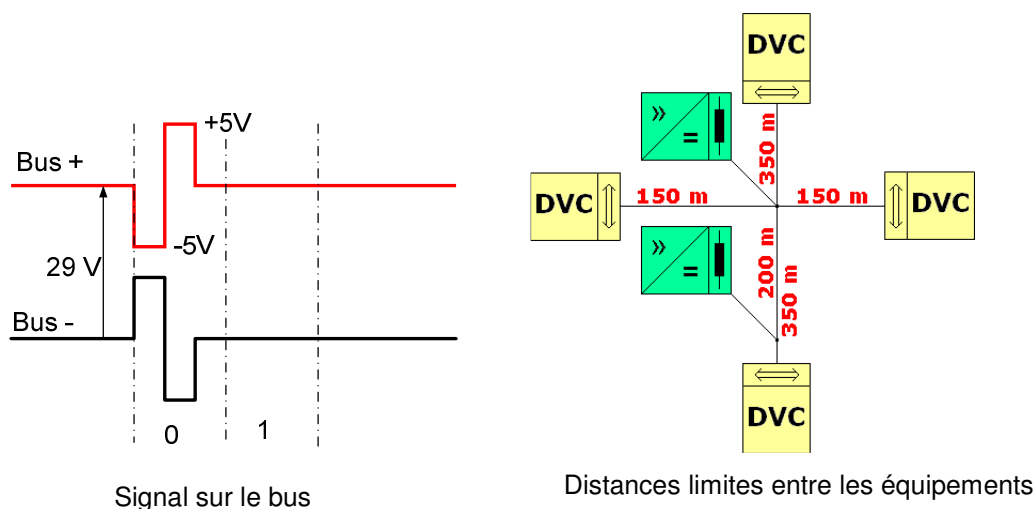 +5V
Bus +
-5V
29 V
Bus -
0
1
Signal sur le bus
DVC
»
=
350 m
DVC
150 m
150 m
DVC
»
=
200 m
350 m
DVC
Distances limites entre les équipements